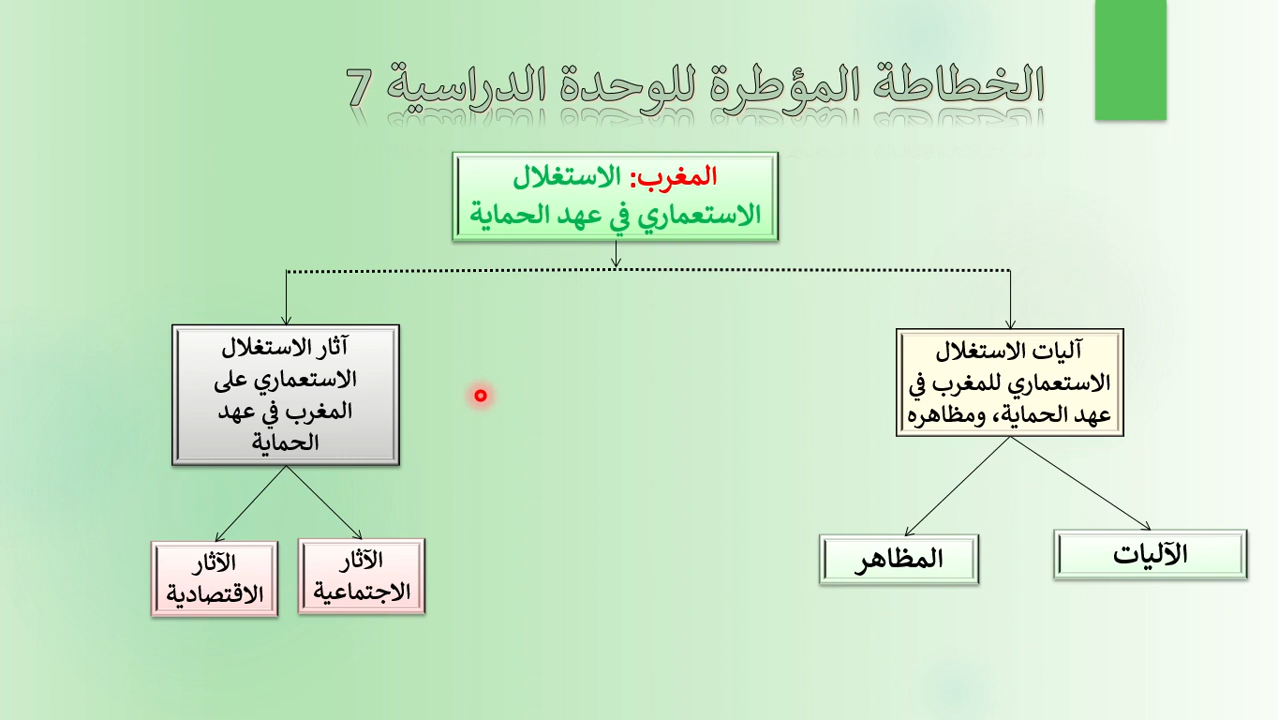 الخطاطة المؤطرة للوحدة الدراسية 7
المغرب: الاستغلال
الاستعماري في عهد الحماية
آليات الاستغلال
الاستعماري للمغرب في
عهد الحماية، ومظاهره
آثار الاستغلال
الاستعماري على
المغرب في عهد
الحماية
الآليات
المظاهر
الآثار
الاجتماعية
الآثار
الاقتصادية